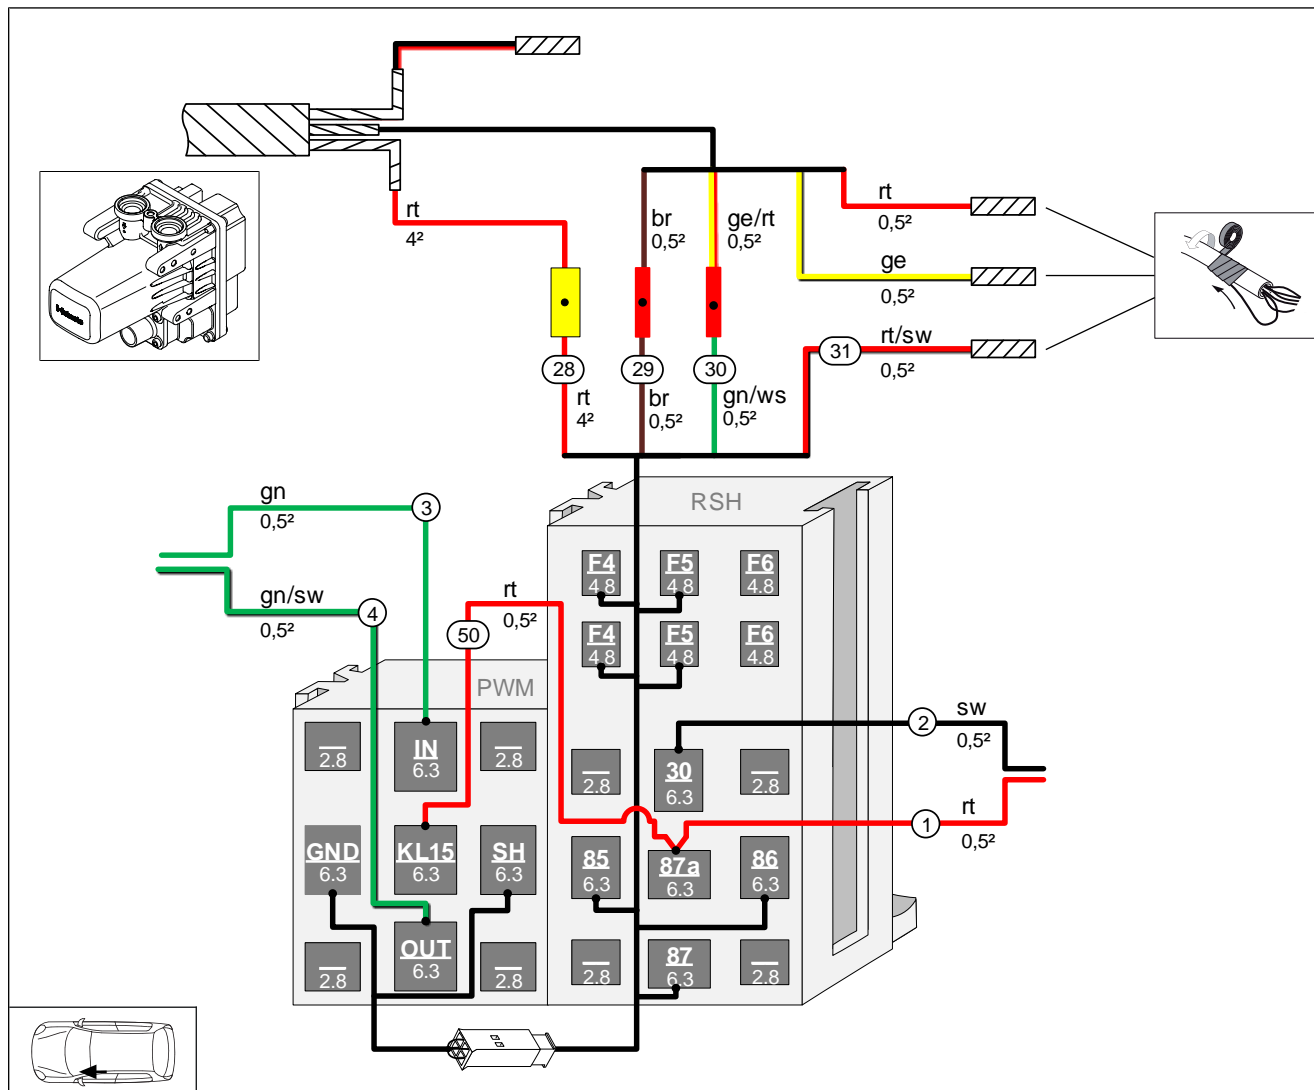 rt
4²
br
0,5²
ge/rt
0,5²
rt
0,5²
ge
0,5²
rt/sw
0,5²
28
29
30
31
rt
4²
br
0,5²
gn/ws
0,5²
gn
0,5²
3
gn/sw
0,5²
4
rt
0,5²
50
RSH
F4
4.8
F5
4.8
F6
4.8
F4
4.8
F5
4.8
F6
4.8
PWM
2.8
IN
6.3
2.8
2.8
30
6.3
2.8
2
sw
0,5²
1
rt
0,5²
GND
6.3
KL15
6.3
SH
6.3
85
6.3
87a
6.3
86
6.3
2.8
OUT
6.3
2.8
2.8
87
6.3
2.8